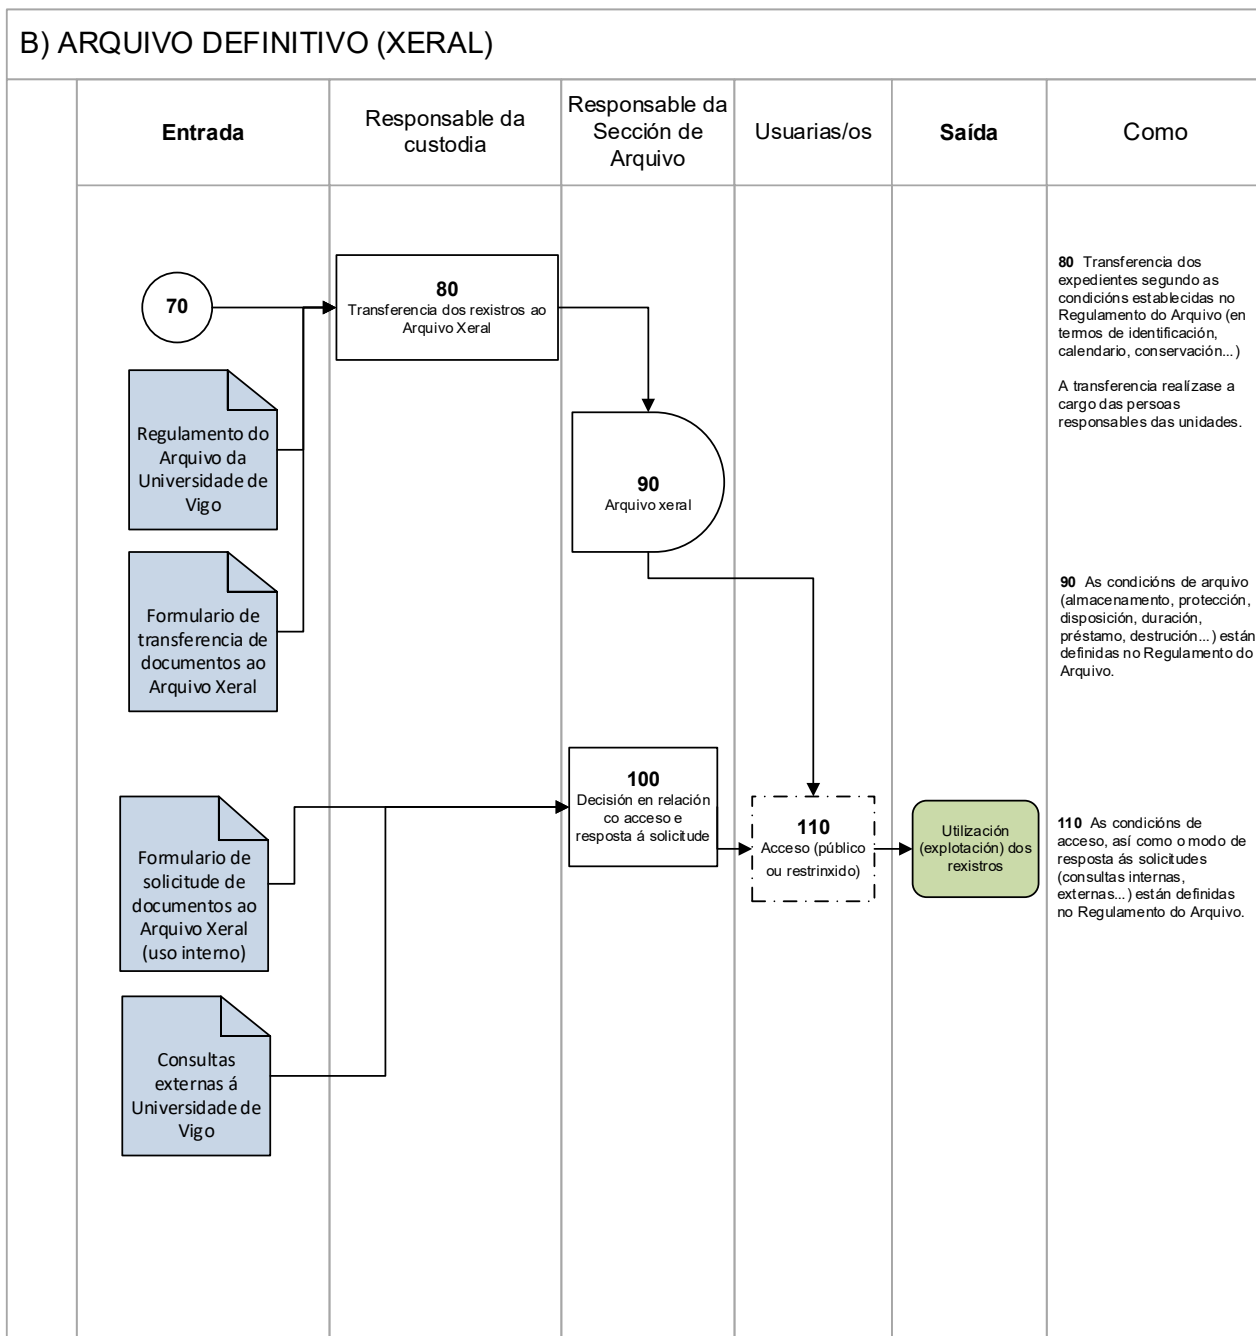 B) ARQUIVO DEFINITIVO (XERAL)
Entrada
Responsable da
custodia
Responsable da
Sección de
Arquivo
Usuarias/os
Saída
Como
70
Regulamento do
Arquivo da
Universidade de
Vigo
Formulario de
transferencia de
documentos ao
Arquivo Xeral
Formulario de
solicitude de
documentos ao
Arquivo Xeral
(uso interno)
Consultas
externas á
Universidade de
Vigo
80
Transferencia dos rexistros ao
Arquivo Xeral
90
Arquivo xeral
100
Decisión en relación
co acceso e
resposta á solicitude
110
Acceso (público
ou restrinxido)
Utilización
(explotación) dos
rexistros
80 Transferencia dos
expedientes segundo as
condicións establecidas no
Regulamento do Arquivo (en
termos de identificación,
calendario, conservación...)
A transferencia realízase a
cargo das persoas
responsables das unidades.
90 As condicións de arquivo
(almacenamento, protección,
disposición, duración,
préstamo, destrución...) están
definidas no Regulamento do
Arquivo.
110 As condicións de
acceso, así como o modo de
resposta ás solicitudes
(consultas internas,
externas...) están definidas
no Regulamento do Arquivo.